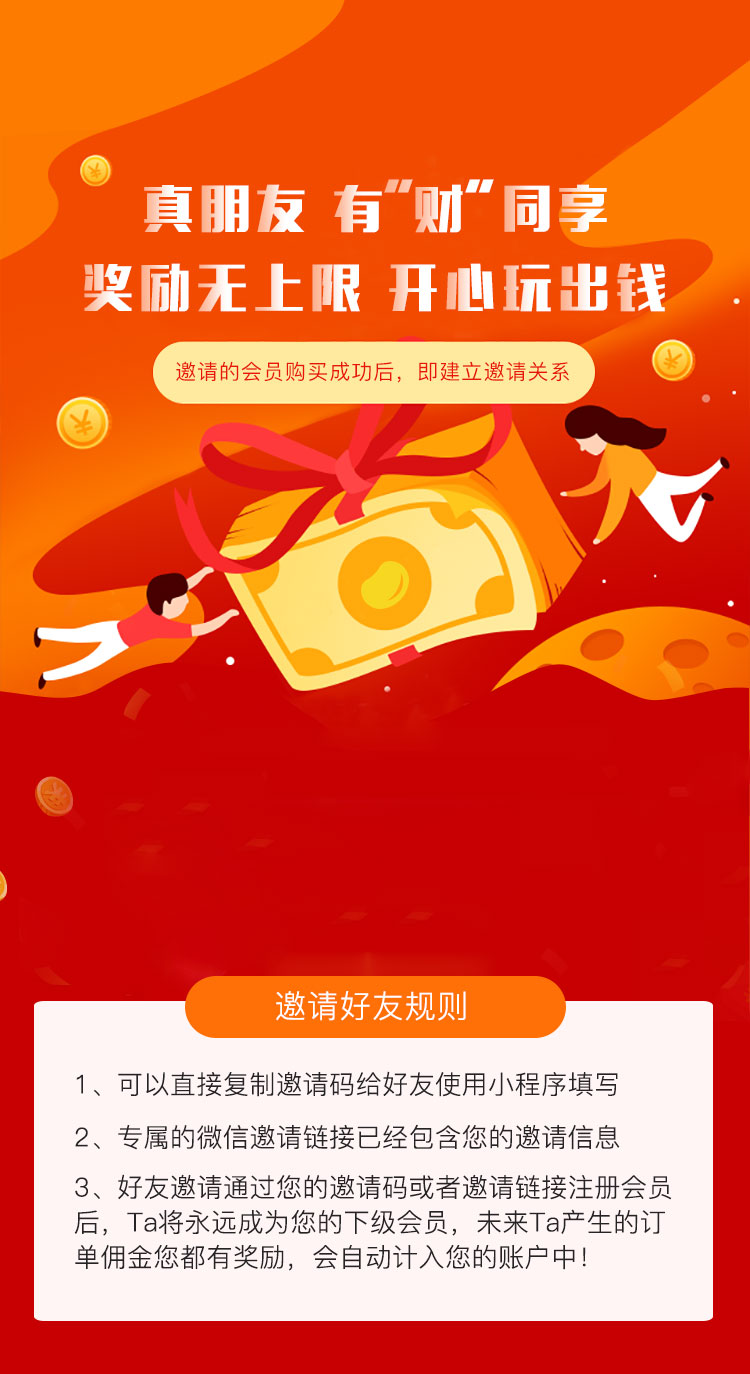 真朋友 有“财”同享
奖励无上限 开心玩出钱
邀请的会员购买成功后，即建立邀请关系
邀请好友规则
1、可以直接复制邀请码给好友使用小程序填写
2、专属的微信邀请链接已经包含您的邀请信息
3、好友邀请通过您的邀请码或者邀请链接注册会员
后，Ta将永远成为您的下级会员，未来Ta产生的订
单佣金您都有奖励，会自动计入您的账户中！